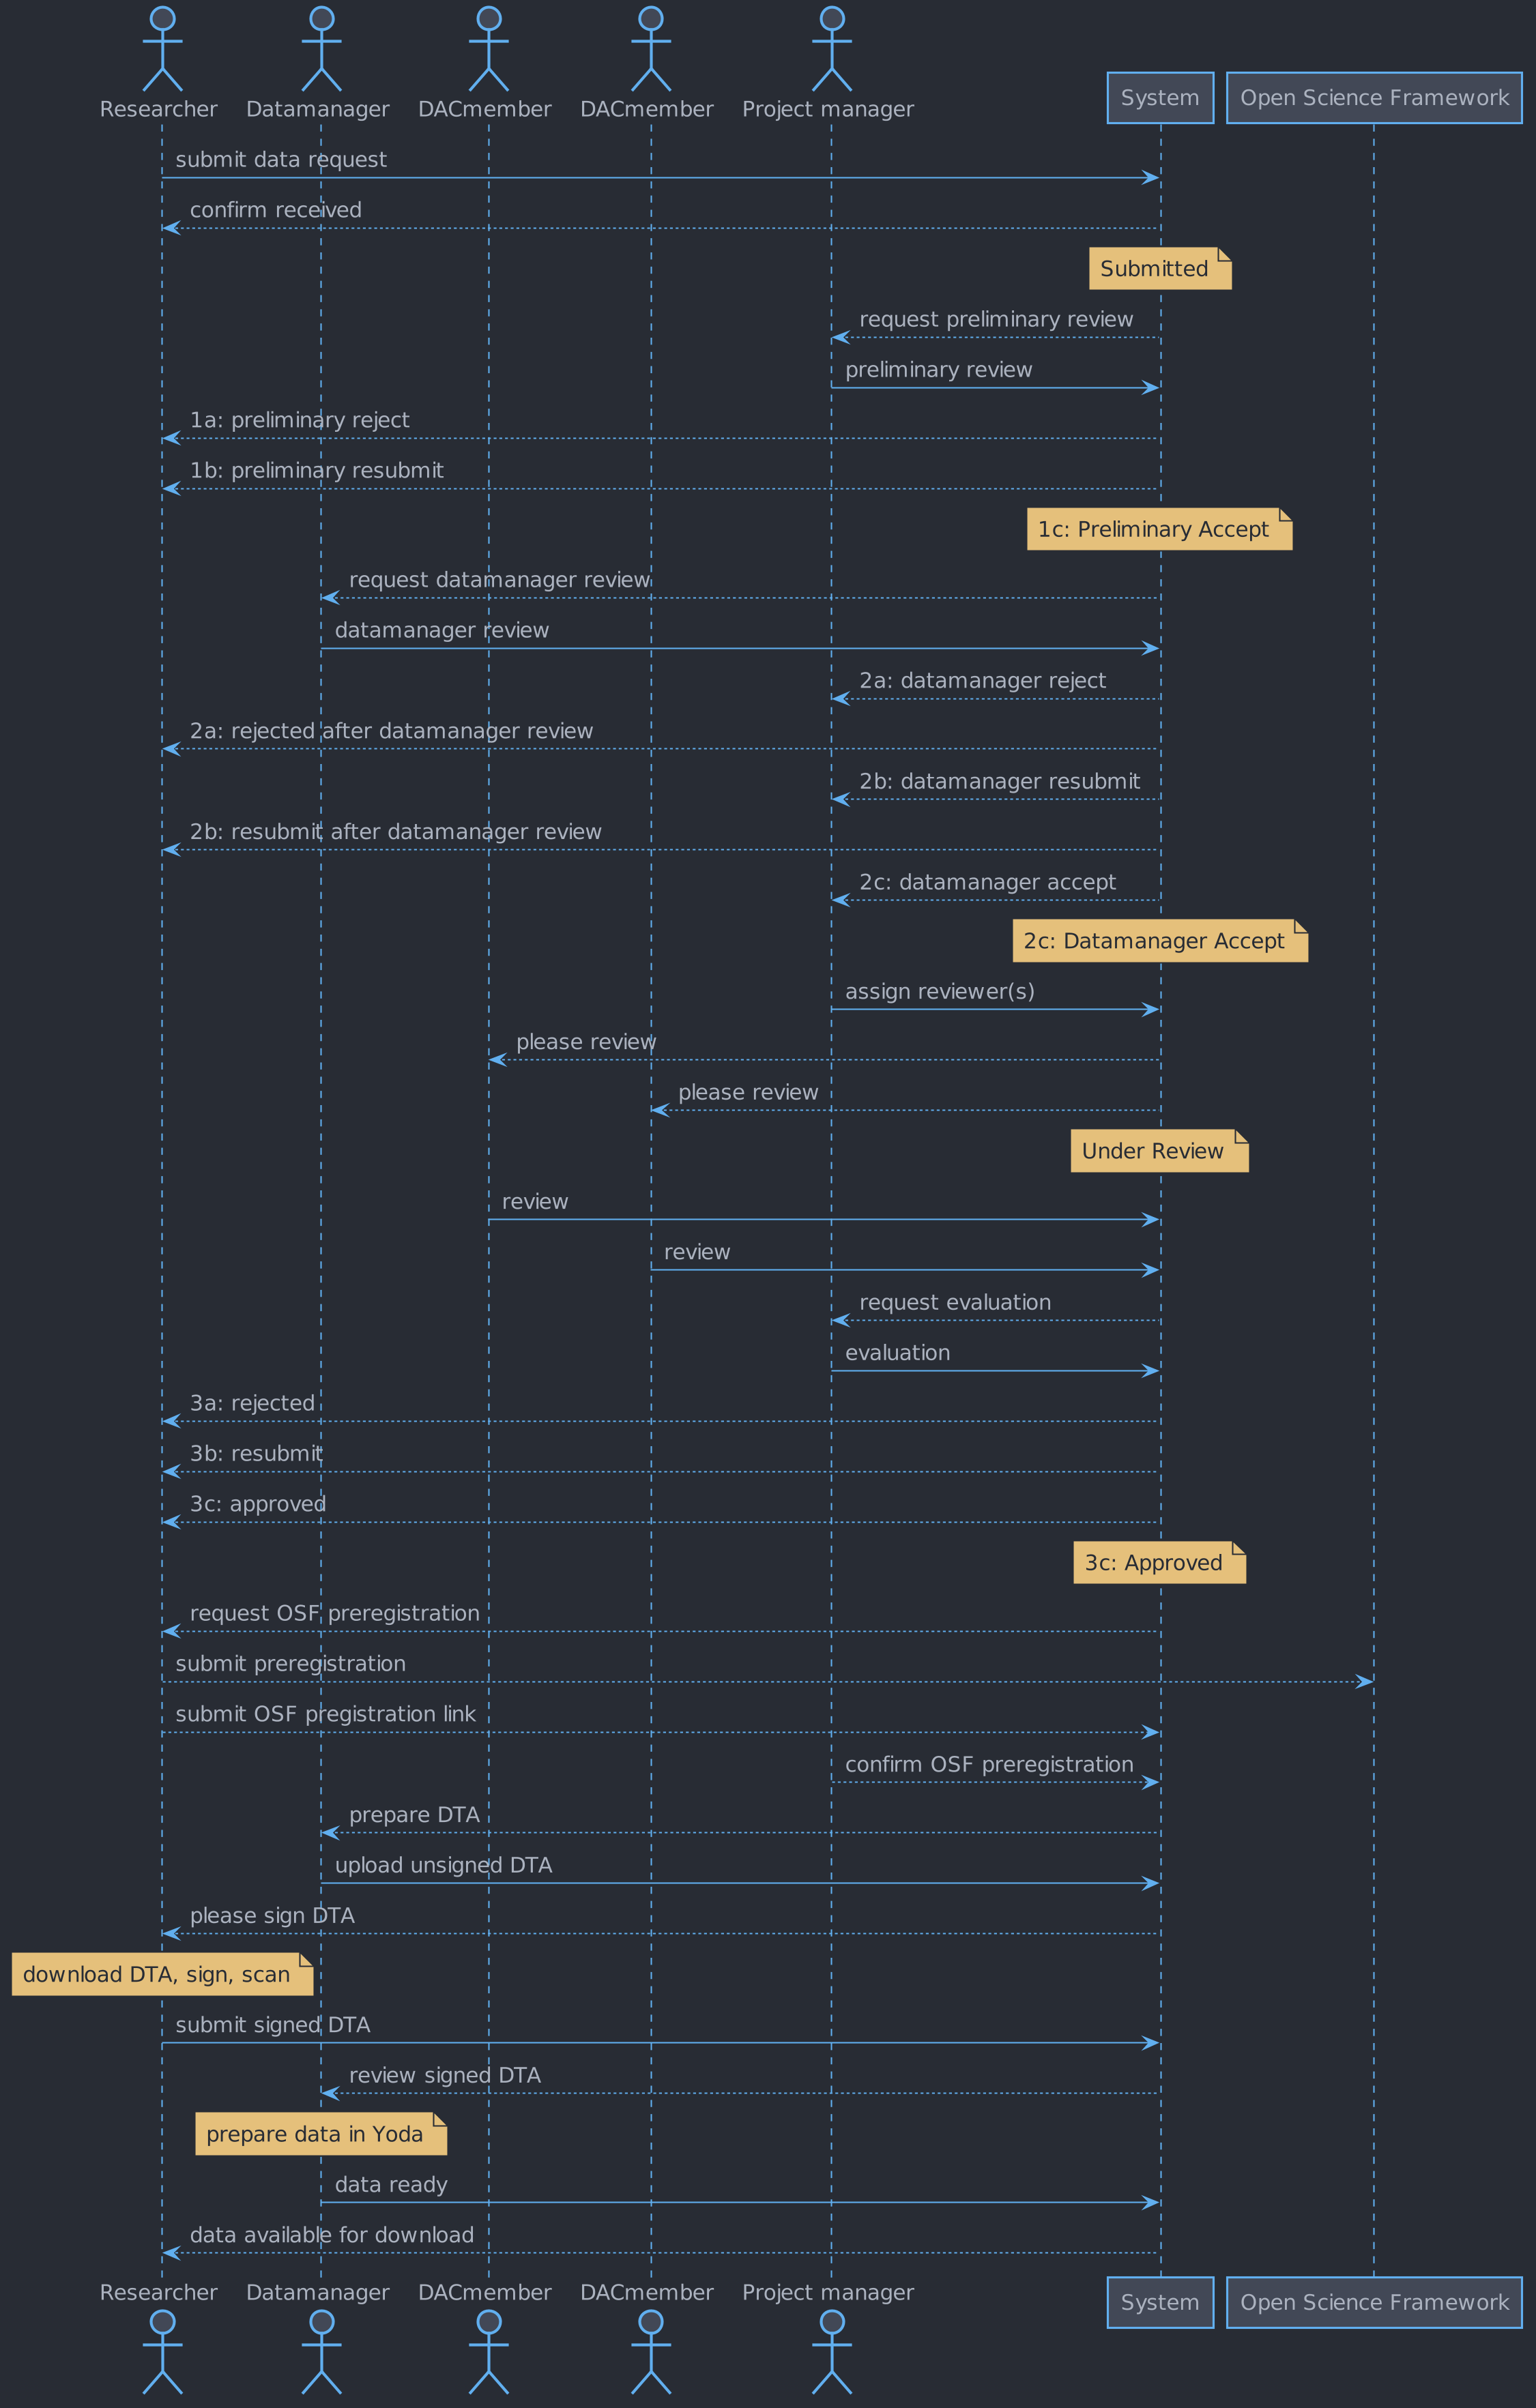 Researcher
Datamanager
DACmember
DACmember
Project manager
System
Open Science Framework
submit data request
confirm received
Submitted
request preliminary review
preliminary review
1a: preliminary reject
1b: preliminary resubmit
1c: Preliminary Accept
request datamanager review
datamanager review
2a: datamanager reject
2a: rejected after datamanager review
2b: datamanager resubmit
2b: resubmit after datamanager review
2c: datamanager accept
2c: Datamanager Accept
assign reviewer(s)
please review
please review
Under Review
review
review
request evaluation
evaluation
3a: rejected
3b: resubmit
3c: approved
3c: Approved
request OSF preregistration
submit preregistration
submit OSF pregistration link
confirm OSF preregistration
prepare DTA
upload unsigned DTA
please sign DTA
download DTA, sign, scan
submit signed DTA
review signed DTA
prepare data in Yoda
data ready
data available for download
Researcher
Datamanager
DACmember
DACmember
Project manager
System
Open Science Framework